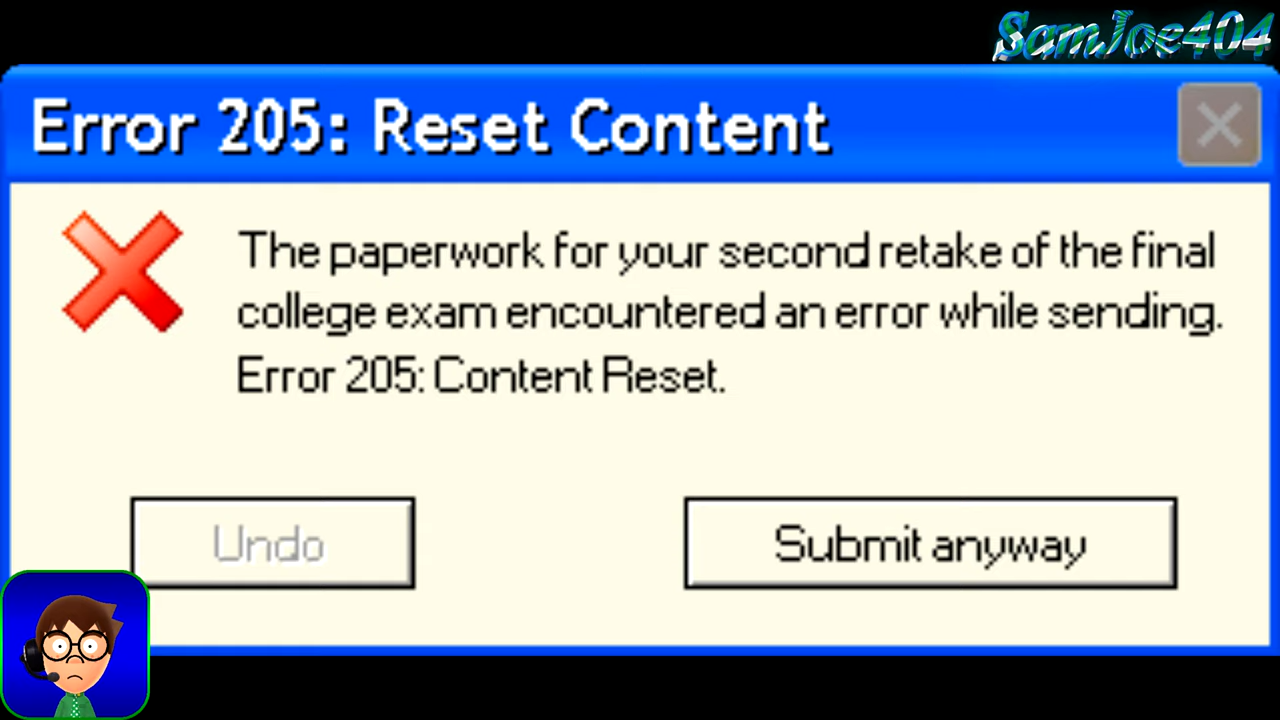 SamJoe404
Error 205: Reset Content
The paperwork for your second retake of the final
college exam encountered an error while sending.
Error 205: Content Reset.
Undo
Submit anyway